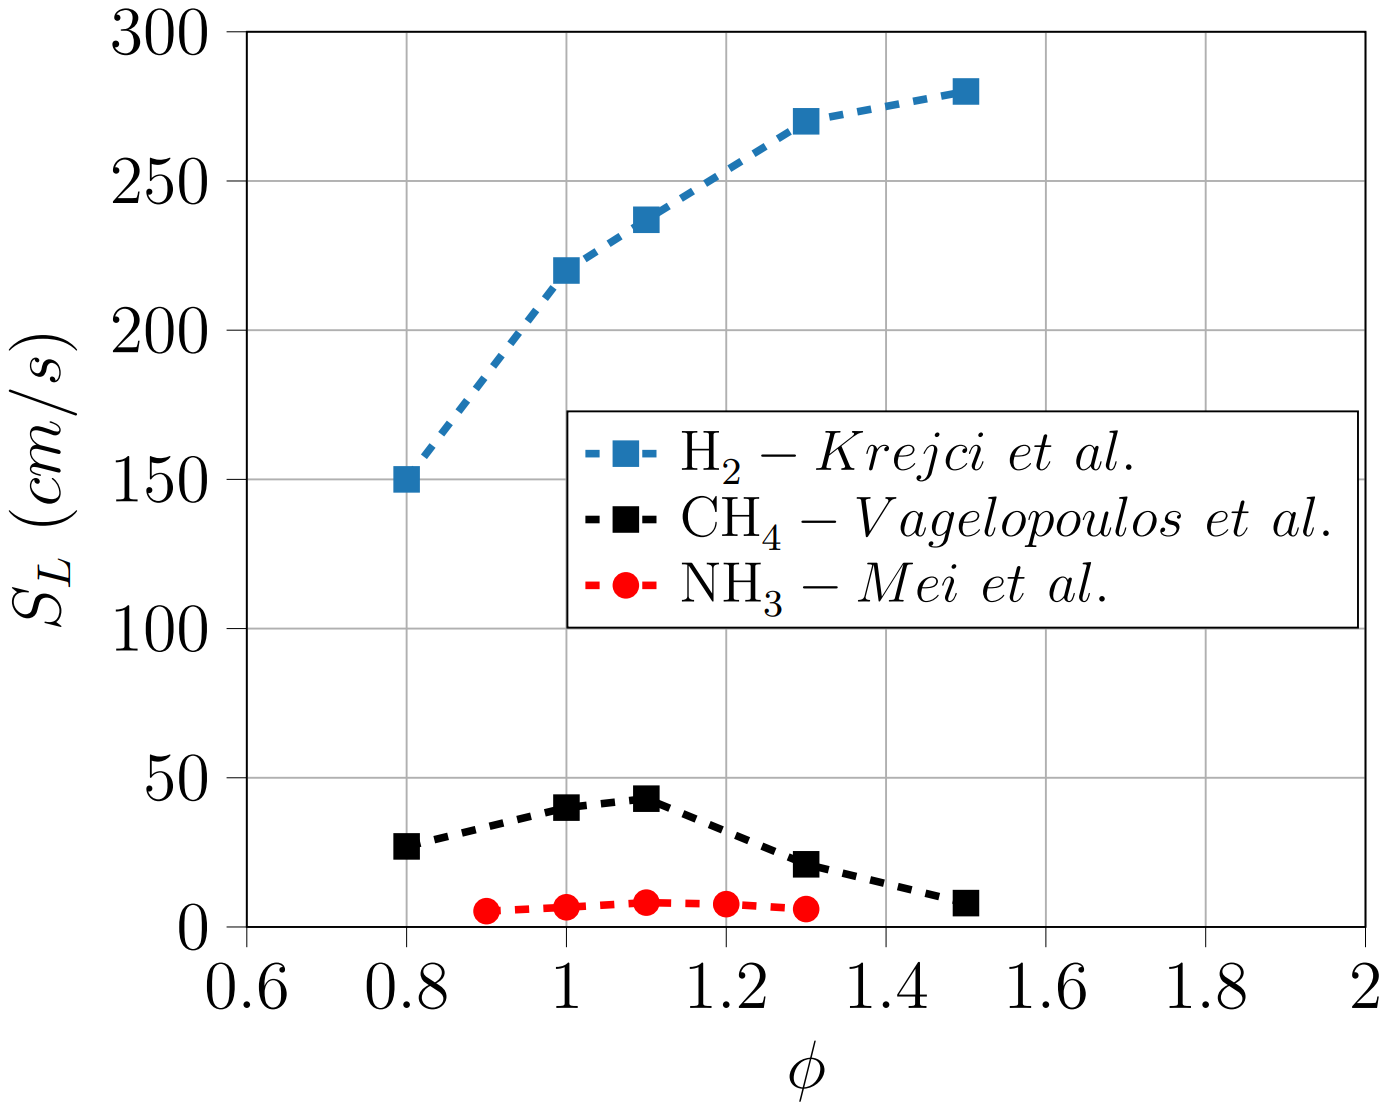 300
250
200
150
100
50
0
S_L (cm/s)
H₂ – Krejci et al.
CH₄ – Vagelopoulos et al.
NH₃ – Mei et al.
0.6 0.8 1 1.2 1.4 1.6 1.8 2
ϕ